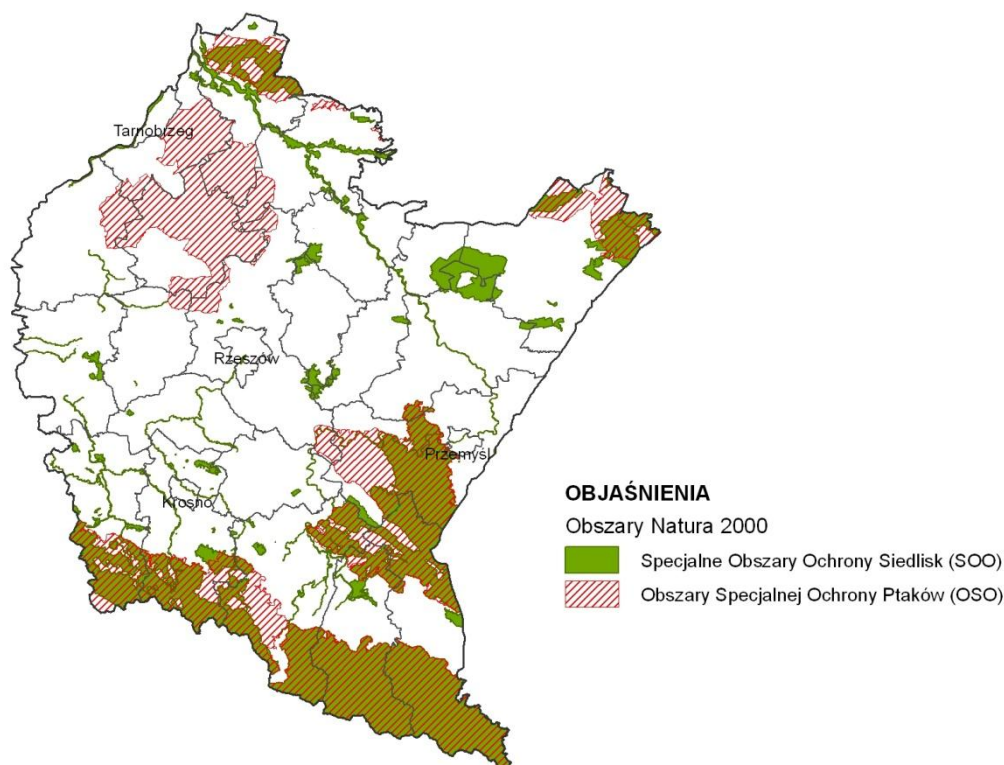 Tarnobrzeg
Rzeszów
Przemyśl
Krosno
OBJAŚNIENIA
Obszary Natura 2000
Specjalne Obszary Ochrony Siedlisk (SOO)
Obszary Specjalnej Ochrony Ptaków (OSO)